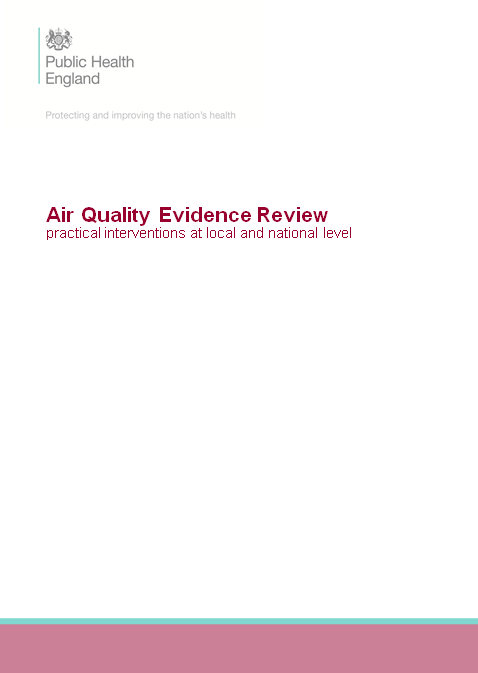 Public Health
England
Protecting and improving the nation's health
Air Quality Evidence Review
practical interventions at local and national level